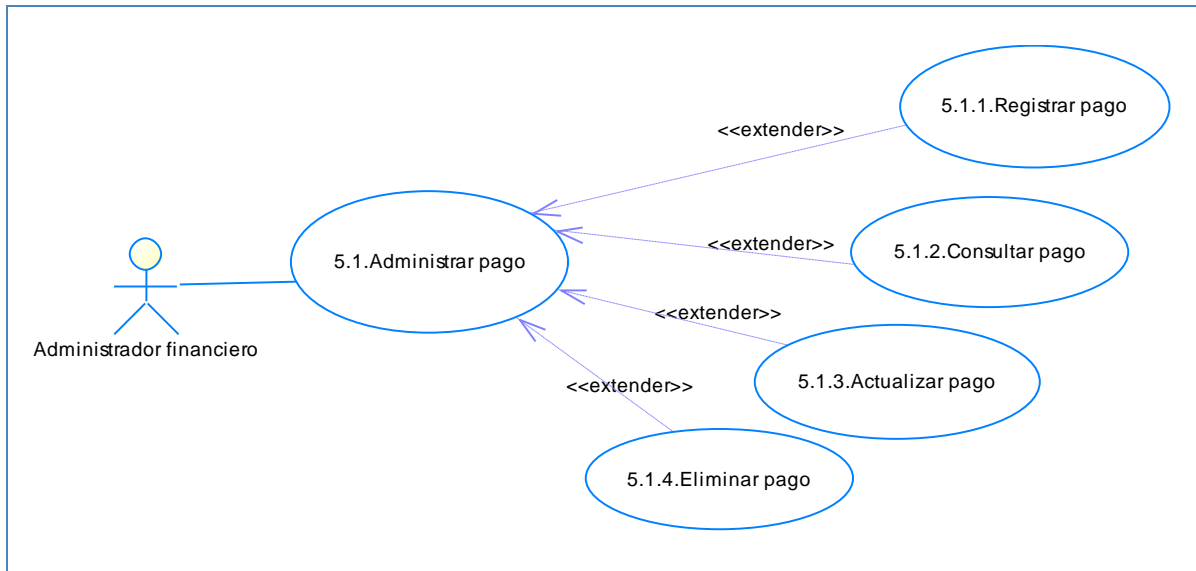 5.1.1.Registrar pago
<<extender>>
5.1.2.Consultar pago
<<extender>>
5.1.Administrar pago
<<extender>>
Administrador financiero
5.1.3.Actualizar pago
<<extender>>
5.1.4.Eliminar pago